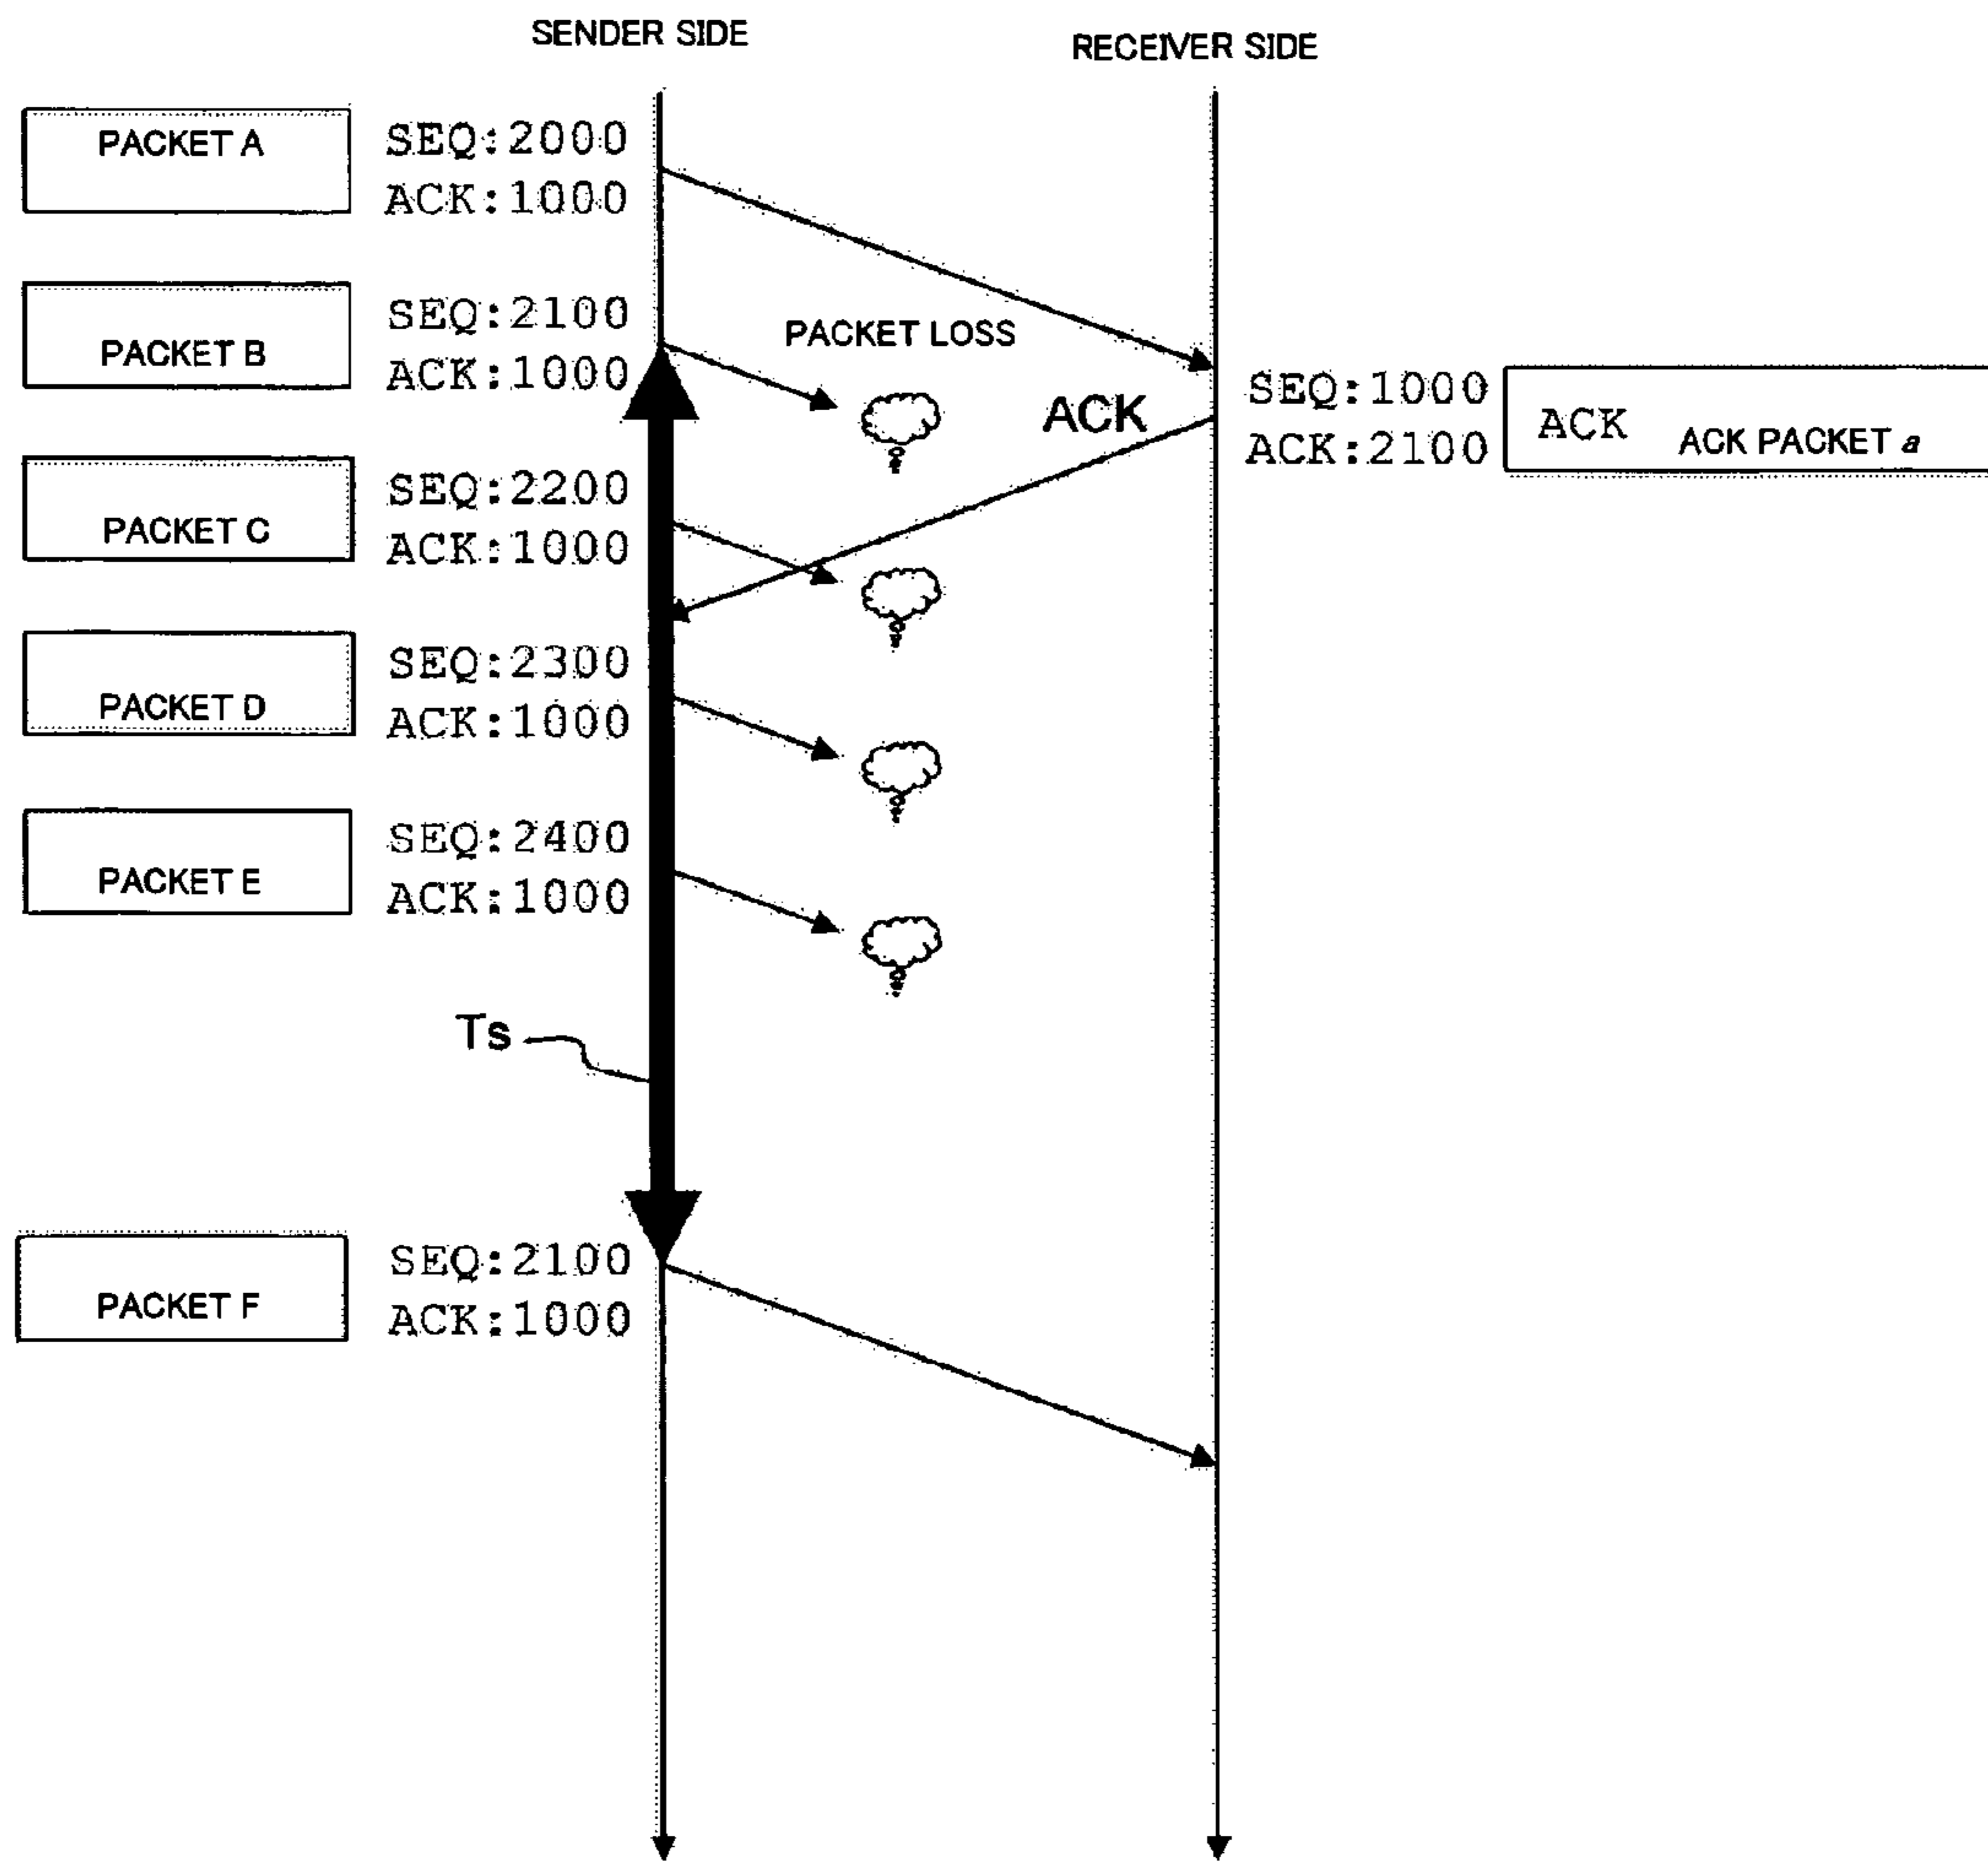 SENDER SIDE
RECEIVER SIDE
PACKET A
SEQ:2000
ACK:1000
PACKET B
SEQ:2100
ACK:1000
PACKET LOSS
ACK
SEQ:1000
ACK:2100
ACK ACK PACKET a
PACKET C
SEQ:2200
ACK:1000
PACKET D
SEQ:2300
ACK:1000
PACKET E
SEQ:2400
ACK:1000
Ts
PACKET F
SEQ:2100
ACK:1000